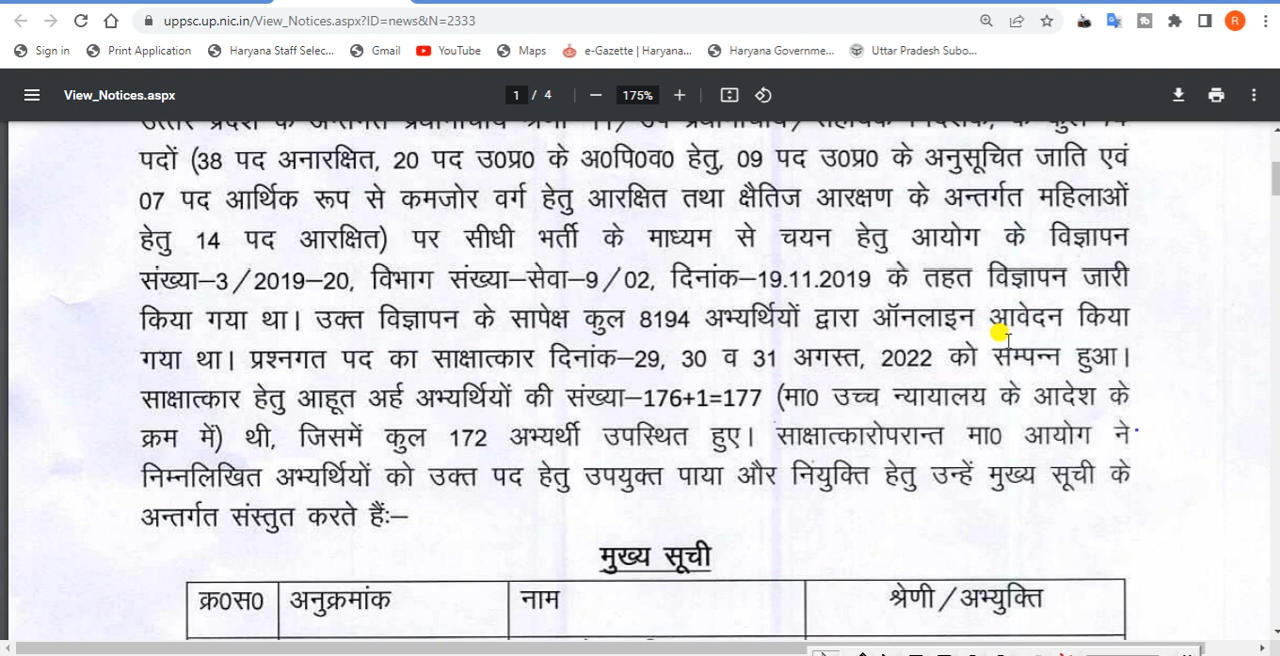 uppsc.up.nic.in/View_Notices.aspx?ID=news&N=2333
R
Sign in Print Application Haryana Staff Selec... Gmail YouTube Maps e-Gazette | Haryana... Haryana Governme... Uttar Pradesh Subo...
View_Notices.aspx 1 / 4 175%
पदों (38 पद अनारक्षित, 20 पद उ0प्र0 के अ0पि0व0 हेतु, 09 पद उ0प्र0 के अनुसूचित जाति एवं
07 पद आर्थिक रूप से कमजोर वर्ग हेतु आरक्षित तथा क्षैतिज आरक्षण के अन्तर्गत महिलाओं
हेतु 14 पद आरक्षित) पर सीधी भर्ती के माध्यम से चयन हेतु आयोग के विज्ञापन
संख्या–3/2019–20, विभाग संख्या–सेवा–9/02, दिनांक–19.11.2019 के तहत विज्ञापन जारी
किया गया था। उक्त विज्ञापन के सापेक्ष कुल 8194 अभ्यर्थियों द्वारा ऑनलाइन आवेदन किया
गया था। प्रश्नगत पद का साक्षात्कार दिनांक–29, 30 व 31 अगस्त, 2022 को सम्पन्न हुआ।
साक्षात्कार हेतु आहूत अर्ह अभ्यर्थियों की संख्या–176+1=177 (मा0 उच्च न्यायालय के आदेश के
क्रम में) थी, जिसमें कुल 172 अभ्यर्थी उपस्थित हुए। साक्षात्कारोपरान्त मा0 आयोग ने
निम्नलिखित अभ्यर्थियों को उक्त पद हेतु उपयुक्त पाया और नियुक्ति हेतु उन्हें मुख्य सूची के
अन्तर्गत संस्तुत करते हैंः–
मुख्य सूची
क्र0स0 अनुक्रमांक नाम श्रेणी/अभ्युक्ति